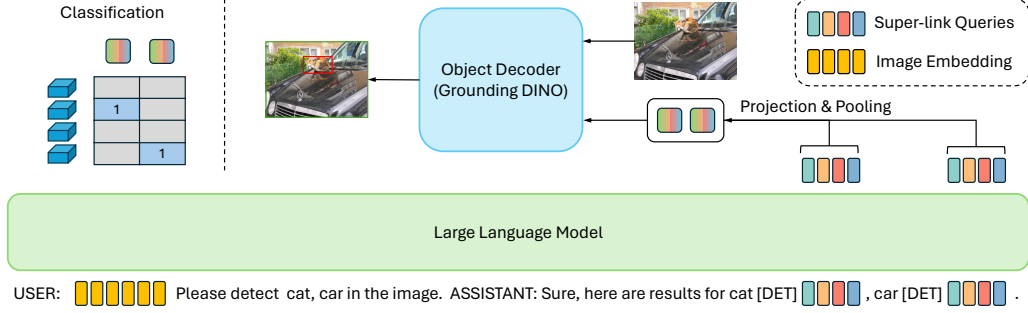 Classification
1
1
Object Decoder
(Grounding DINO)
Projection & Pooling
Super-link Queries
Image Embedding
Large Language Model
USER: Please detect cat, car in the image. ASSISTANT: Sure, here are results for cat [DET] , car [DET] .